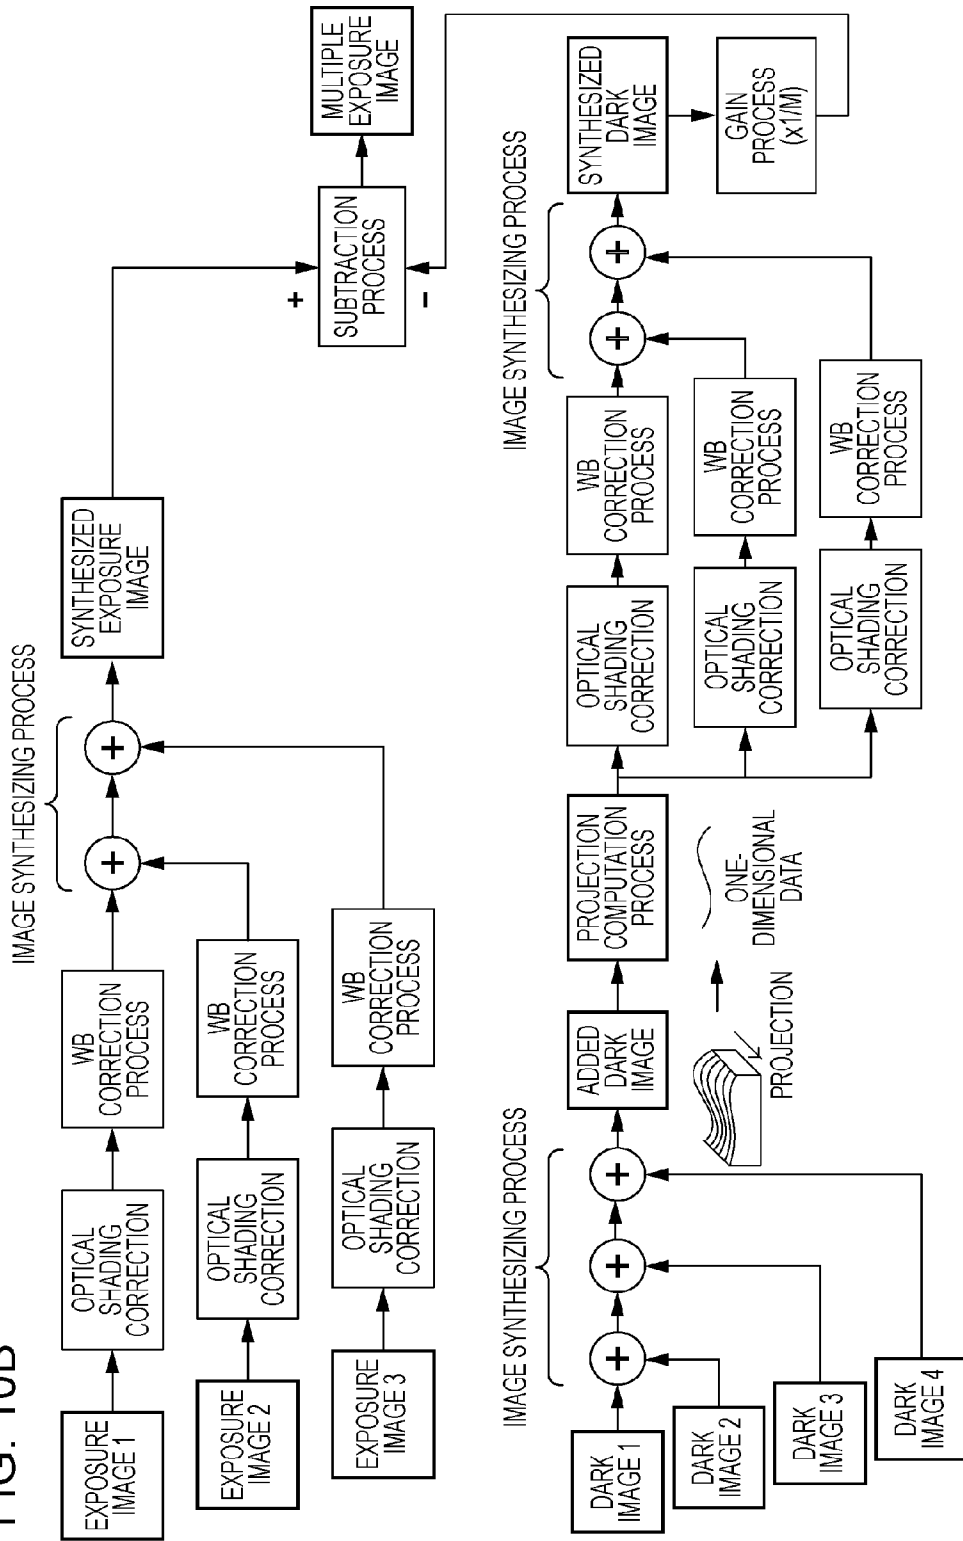 FIG.
EXPOSURE
IMAGE 1
OPTICAL
SHADING
CORRECTION
WB
CORRECTION
PROCESS
IMAGE SYNTHESIZING PROCESS
+
+
SYNTHESIZED
EXPOSURE
IMAGE
EXPOSURE
IMAGE 2
OPTICAL
SHADING
CORRECTION
WB
CORRECTION
PROCESS
EXPOSURE
IMAGE 3
OPTICAL
SHADING
CORRECTION
WB
CORRECTION
PROCESS
+
SUBTRACTION
PROCESS
−
MULTIPLE
EXPOSURE
IMAGE
IMAGE SYNTHESIZING PROCESS
DARK
IMAGE 1
+
+
+
DARK
IMAGE 2
DARK
IMAGE 3
DARK
IMAGE 4
ADDED
DARK
IMAGE
PROJECTION
COMPUTATION
PROCESS
PROJECTION
ONE-
DIMENSIONAL
DATA
OPTICAL
SHADING
CORRECTION
WB
CORRECTION
PROCESS
OPTICAL
SHADING
CORRECTION
WB
CORRECTION
PROCESS
OPTICAL
SHADING
CORRECTION
WB
CORRECTION
PROCESS
IMAGE SYNTHESIZING PROCESS
+
+
SYNTHESIZED
DARK
IMAGE
GAIN
PROCESS
(x1/M)